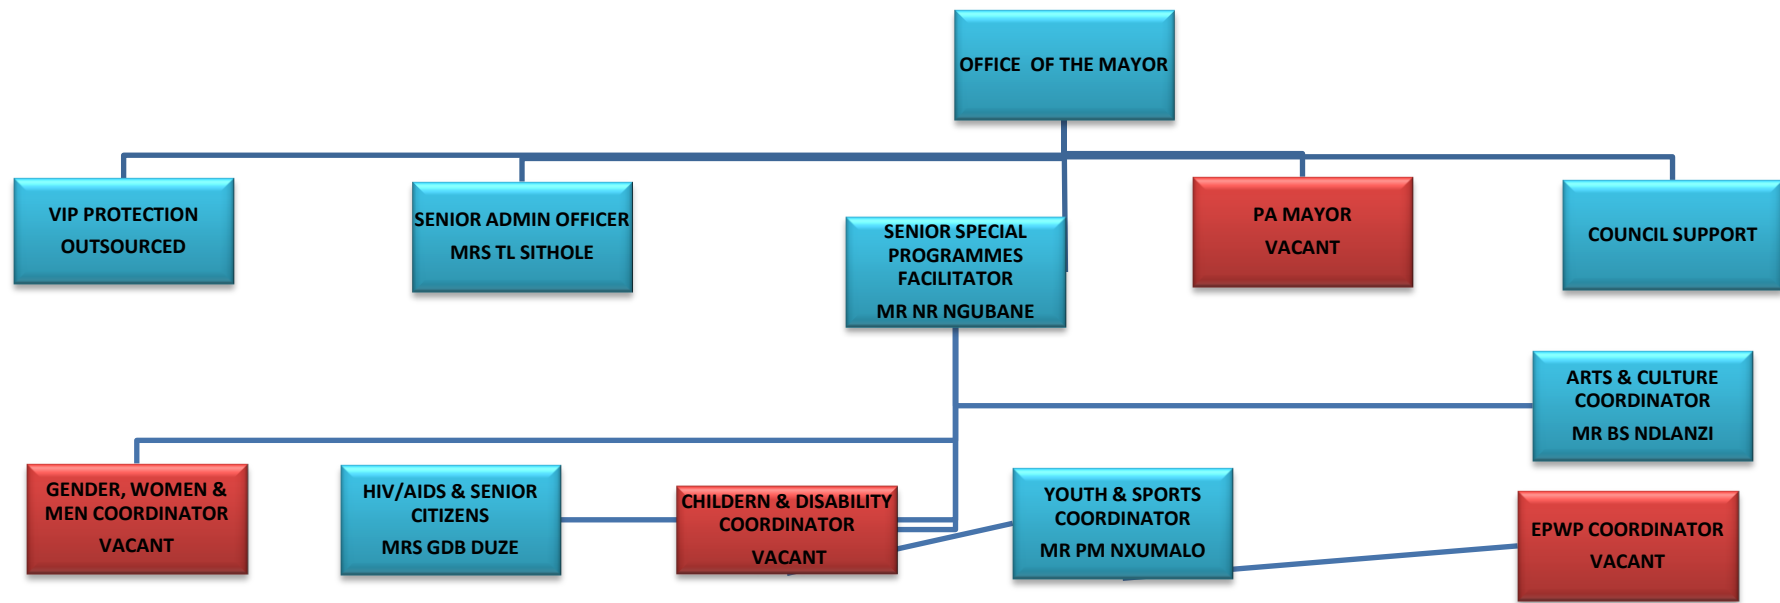 OFFICE OF THE MAYOR
VIP PROTECTION
OUTSOURCED
SENIOR ADMIN OFFICER
MRS TL SITHOLE
SENIOR SPECIAL
PROGRAMMES
FACILITATOR
MR NR NGUBANE
PA MAYOR
VACANT
COUNCIL SUPPORT
ARTS & CULTURE
COORDINATOR
MR BS NDLANZI
GENDER, WOMEN &
MEN COORDINATOR
VACANT
HIV/AIDS & SENIOR
CITIZENS
MRS GDB DUZE
CHILDERN & DISABILITY
COORDINATOR
VACANT
YOUTH & SPORTS
COORDINATOR
MR PM NXUMALO
EPWP COORDINATOR
VACANT